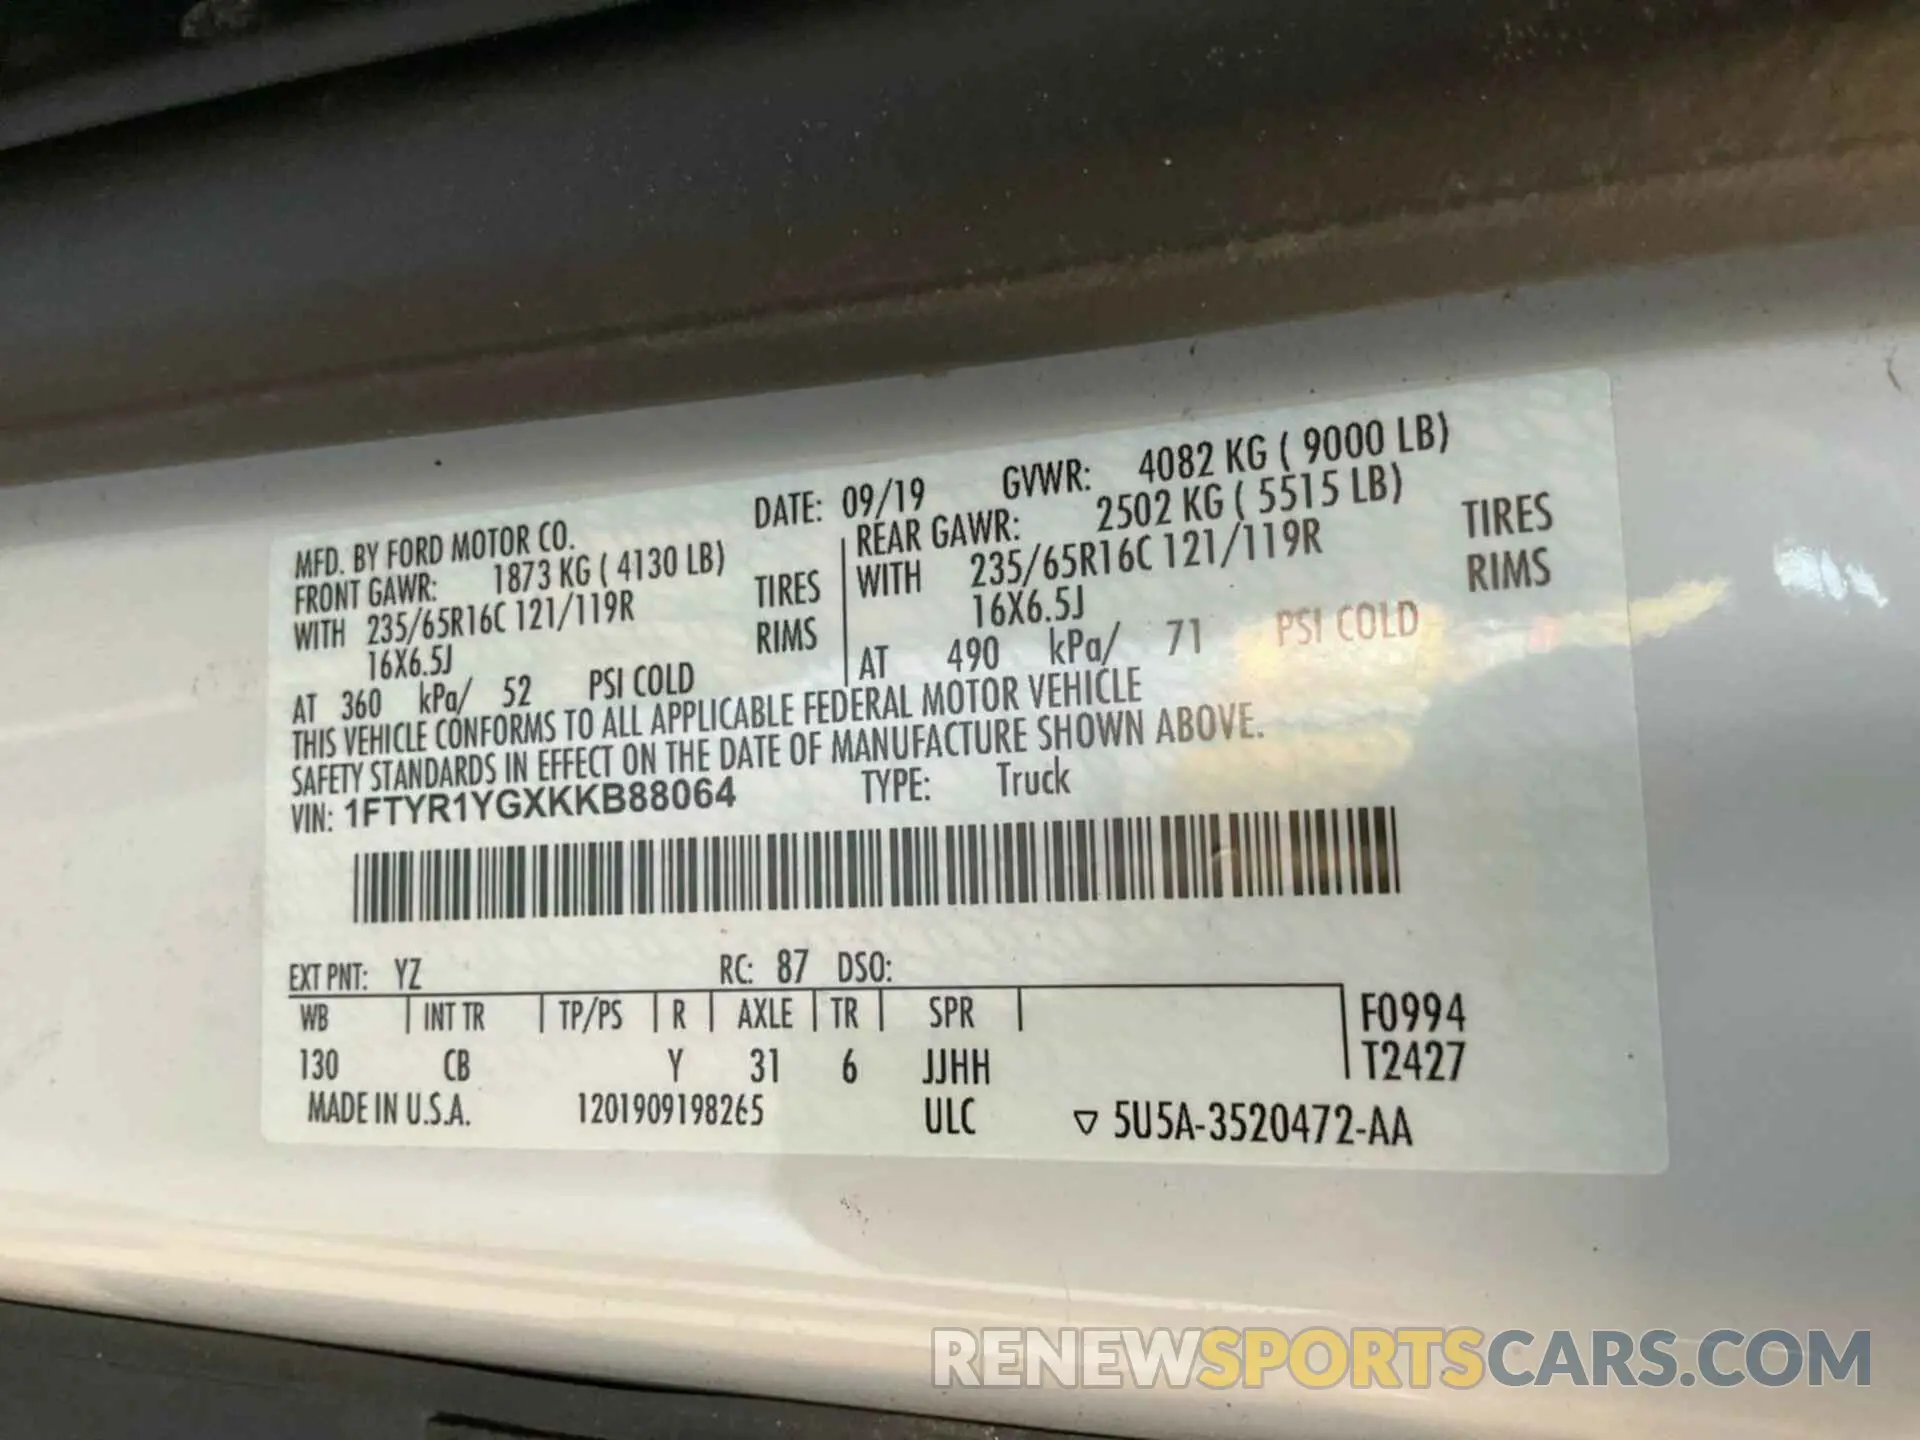 MFD. BY FORD MOTOR CO. DATE: 09/19 GVWR: 4082 KG ( 9000 LB)
FRONT GAWR: 1873 KG ( 4130 LB) REAR GAWR: 2502 KG ( 5515 LB)
WITH 235/65R16C 121/119R TIRES WITH 235/65R16C 121/119R TIRES
16X6.5J RIMS 16X6.5J RIMS
AT 360 kPa/ 52 PSI COLD AT 490 kPa/ 71 PSI COLD
THIS VEHICLE CONFORMS TO ALL APPLICABLE FEDERAL MOTOR VEHICLE
SAFETY STANDARDS IN EFFECT ON THE DATE OF MANUFACTURE SHOWN ABOVE.
VIN: 1FTYR1YGXKKB88064 TYPE: Truck
EXT PNT: YZ RC: 87 DSO:
WB INT TR TP/PS R AXLE TR SPR F0994
130 CB Y 31 6 JJHH T2427
MADE IN U.S.A. 1201909198265 ULC ▽ 5U5A-3520472-AA
RENEWSPORTSCARS.COM